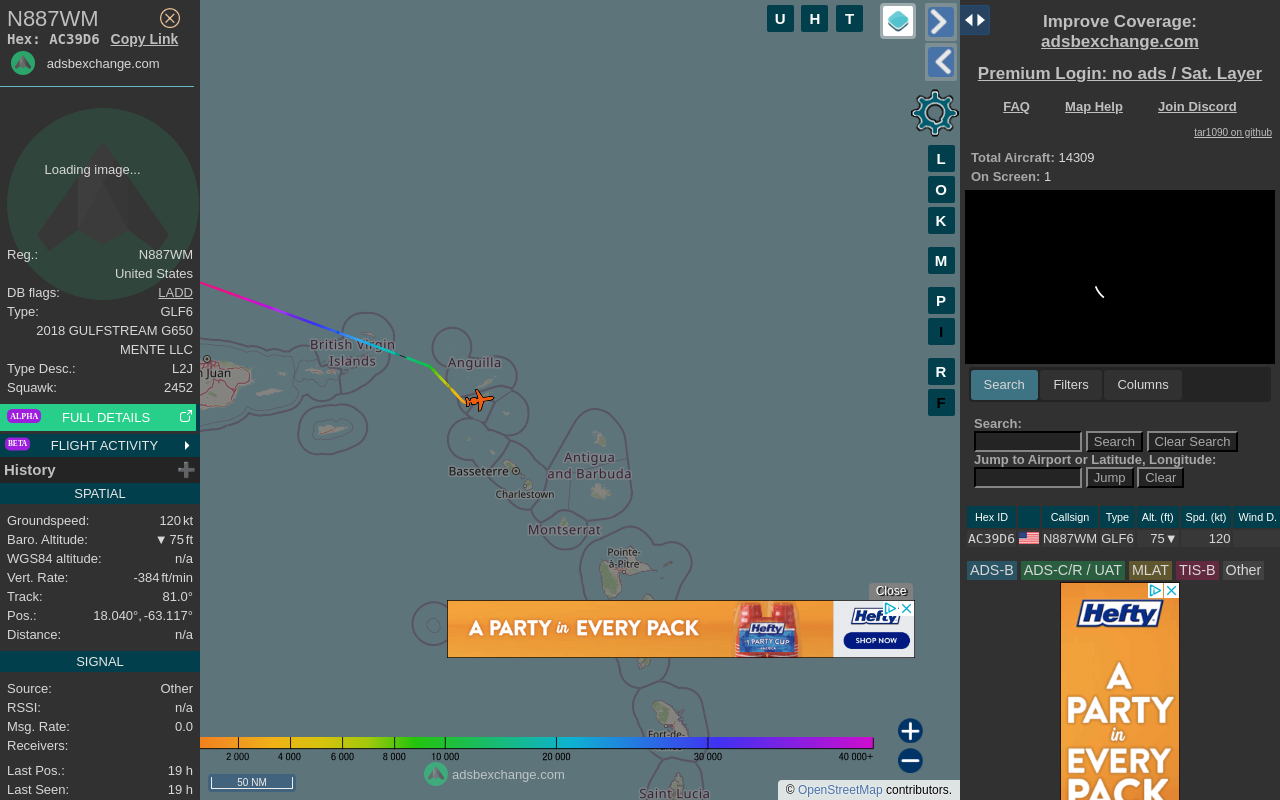 N887WM
Hex: AC39D6 Copy Link
adsbexchange.com
Loading image...
Reg.: N887WM
United States
DB flags: LADD
Type: GLF6
2018 GULFSTREAM G650
MENTE LLC
Type Desc.: L2J
Squawk: 2452
ALPHA FULL DETAILS
BETA FLIGHT ACTIVITY
History
SPATIAL
Groundspeed: 120 kt
Baro. Altitude: ▼ 75 ft
WGS84 altitude: n/a
Vert. Rate: -384 ft/min
Track: 81.0°
Pos.: 18.040°, -63.117°
Distance: n/a
SIGNAL
Source: Other
RSSI: n/a
Msg. Rate: 0.0
Receivers:
Last Pos.: 19 h
Last Seen: 19 h
U H T
L
O
K
M
P
I
R
F
British Virgin
Islands
Anguilla
n Juan
Basseterre
Charlestown
Antigua
and Barbuda
Montserrat
Pointe-
à-Pitre
Close
A PARTY in EVERY PACK
Hefty
1 PARTY CUP
Hefty
SHOP NOW
Fort-de-
Saint Lucia
2 000 4 000 6 000 8 000 10 000 20 000 30 000 40 000+
adsbexchange.com
50 NM
© OpenStreetMap contributors.
Improve Coverage:
adsbexchange.com
Premium Login: no ads / Sat. Layer
FAQ Map Help Join Discord
tar1090 on github
Total Aircraft: 14309
On Screen: 1
Search Filters Columns
Search:
Search Clear Search
Jump to Airport or Latitude, Longitude:
Jump Clear
Hex ID Callsign Type Alt. (ft) Spd. (kt) Wind D.
AC39D6 N887WM GLF6 75▼ 120
ADS-B ADS-C/R / UAT MLAT TIS-B Other
Hefty
A
PARTY
in
EVERY
PACK